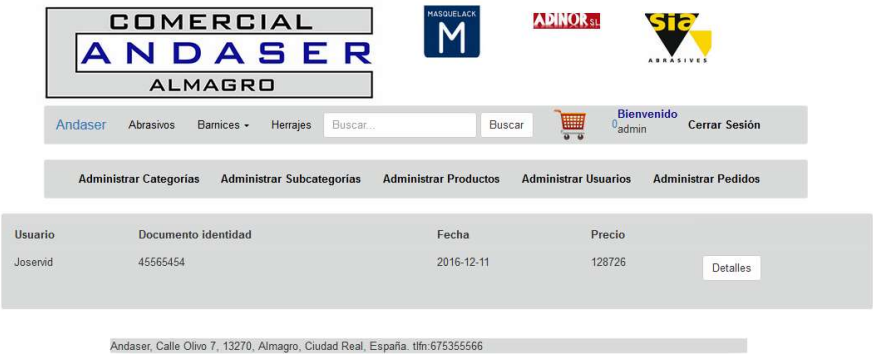 COMERCIAL
ANDASER
ALMAGRO
MASQUELACK
M
ADINOR SL
sia
ABRASIVES
Andaser Abrasivos Barnices Herrajes Buscar... Buscar 0 Bienvenido admin Cerrar Sesión
Administrar Categorías Administrar Subcategorías Administrar Productos Administrar Usuarios Administrar Pedidos
Usuario Documento identidad Fecha Precio
Joservid 45565454 2016-12-11 128726 Detalles
Andaser, Calle Olivo 7, 13270, Almagro, Ciudad Real, España. tlfn:675355566